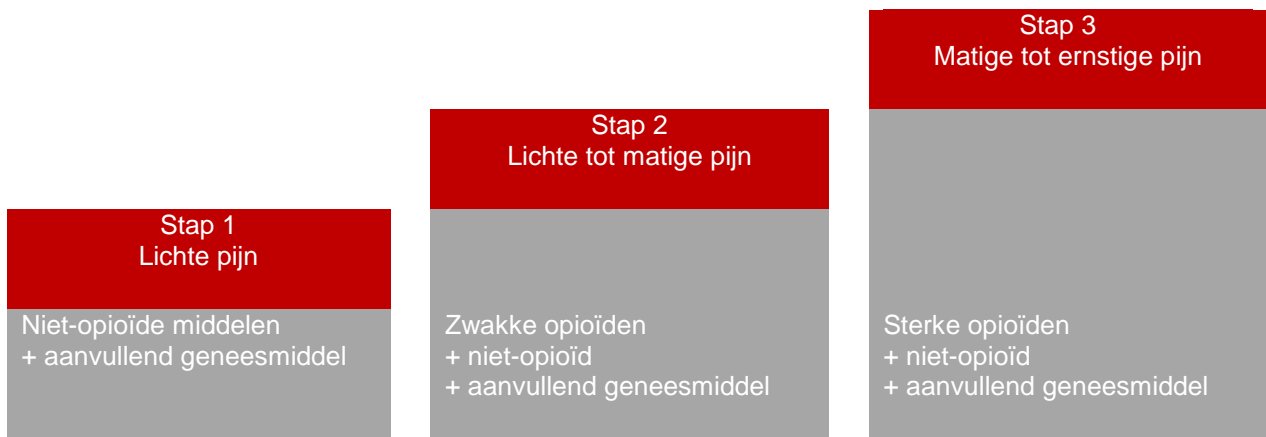 Stap 1
Lichte pijn
Niet-opioïde middelen
+ aanvullend geneesmiddel
Stap 2
Lichte tot matige pijn
Zwakke opioïden
+ niet-opioïd
+ aanvullend geneesmiddel
Stap 3
Matige tot ernstige pijn
Sterke opioïden
+ niet-opioïd
+ aanvullend geneesmiddel